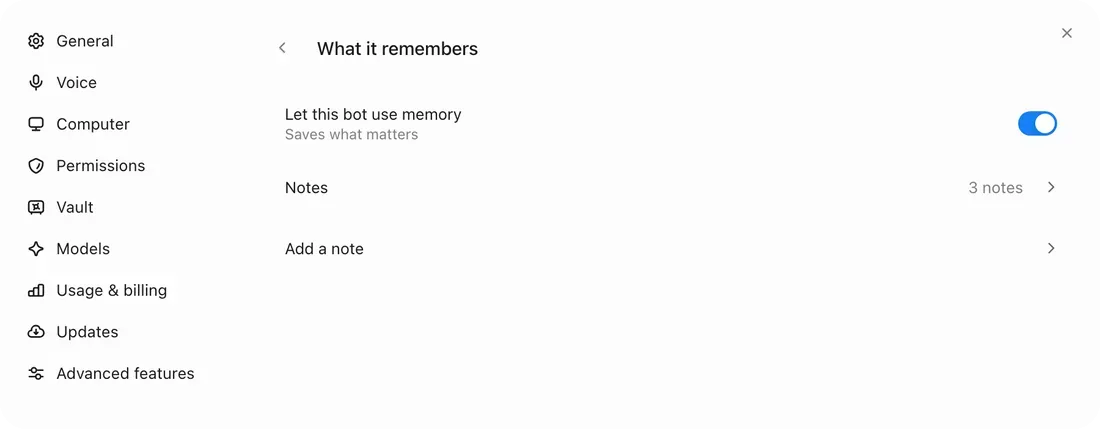 General
Voice
Computer
Permissions
Vault
Models
Usage & billing
Updates
Advanced features
What it remembers
Let this bot use memory
Saves what matters
Notes
3 notes
Add a note